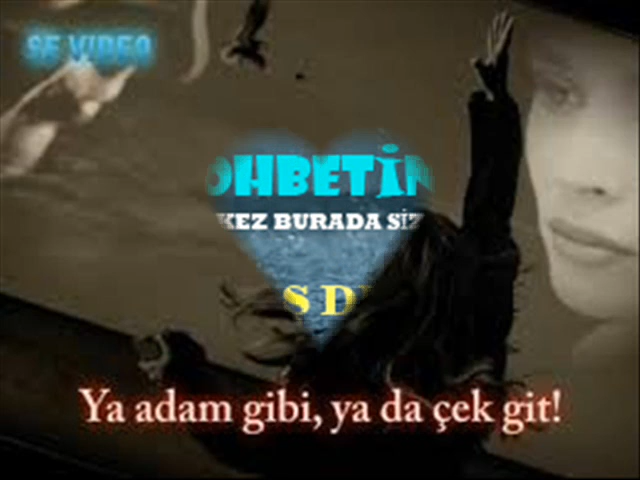 SE VIDEO
OHBETİN
KEZ BURADA SİZ
S D
Ya adam gibi, ya da çek git!